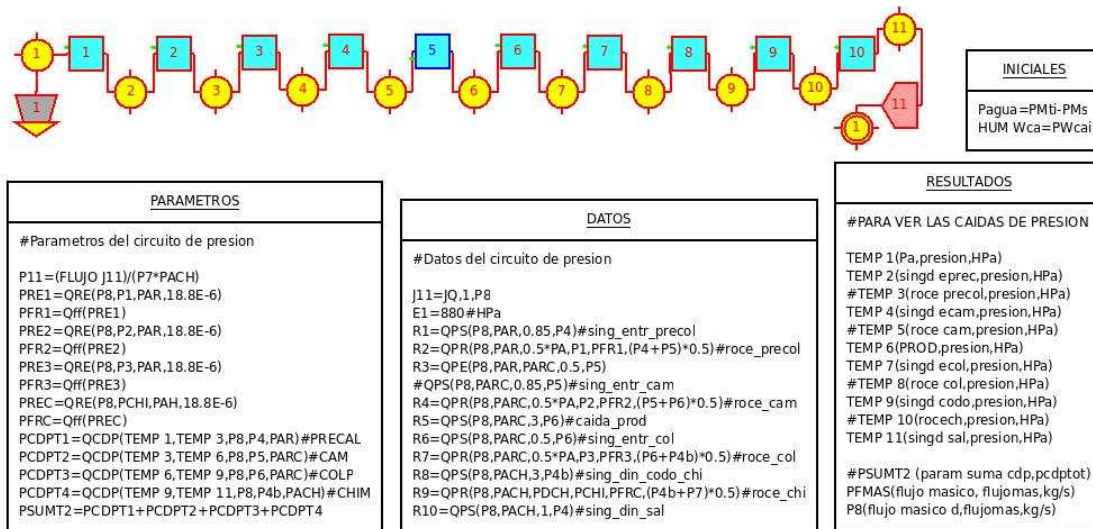 1
1
1
2
2
3
3
4
4
5
5
6
6
7
7
8
8
9
9
10
10
11
11
1
INICIALES
Pagua=PMti-PMs
HUM Wca=PWcai
PARAMETROS
#Parametros del circuito de presion
P11=(FLUJO J11)/(P7*PACH)
PRE1=QRE(P8,P1,PAR,18.8E-6)
PFR1=Qff(PRE1)
PRE2=QRE(P8,P2,PAR,18.8E-6)
PFR2=Qff(PRE2)
PRE3=QRE(P8,P3,PAR,18.8E-6)
PFR3=Qff(PRE3)
PREC=QRE(P8,PCHI,PAH,18.8E-6)
PFRC=Qff(PREC)
PCDPT1=QCDP(TEMP 1,TEMP 3,P8,P4,PAR)#PRECAL
PCDPT2=QCDP(TEMP 3,TEMP 6,P8,P5,PARC)#CAM
PCDPT3=QCDP(TEMP 6,TEMP 9,P8,P6,PARC)#COLP
PCDPT4=QCDP(TEMP 9,TEMP 11,P8,P4b,PACH)#CHIM
PSUMT2=PCDPT1+PCDPT2+PCDPT3+PCDPT4
DATOS
#Datos del circuito de presion
J11=JQ,1,P8
E1=880#HPa
R1=QPS(P8,PAR,0.85,P4)#sing_entr_precol
R2=QPR(P8,PAR,0.5*PA,P1,PFR1,(P4+P5)*0.5)#roce_precol
R3=QPE(P8,PAR,PARC,0.5,P5)
#QPS(P8,PARC,0.85,P5)#sing_entr_cam
R4=QPR(P8,PARC,0.5*PA,P2,PFR2,(P5+P6)*0.5)#roce_cam
R5=QPS(P8,PARC,3,P6)#caida_prod
R6=QPS(P8,PARC,0.5,P6)#sing_entr_col
R7=QPR(P8,PARC,0.5*PA,P3,PFR3,(P6+P4b)*0.5)#roce_col
R8=QPS(P8,PACH,3,P4b)#sing_din_codo_chi
R9=QPR(P8,PACH,PDCH,PCHI,PFRC,(P4b+P7)*0.5)#roce_chi
R10=QPS(P8,PACH,1,P4)#sing_din_sal
RESULTADOS
#PARA VER LAS CAIDAS DE PRESION
TEMP 1(Pa,presion,HPa)
TEMP 2(singd eprec,presion,HPa)
#TEMP 3(roce precol,presion,HPa)
TEMP 4(singd ecam,presion,HPa)
#TEMP 5(roce cam,presion,HPa)
TEMP 6(PROD,presion,HPa)
TEMP 7(singd ecol,presion,HPa)
#TEMP 8(roce col,presion,HPa)
TEMP 9(singd codo,presion,HPa)
#TEMP 10(rocech,presion,HPa)
TEMP 11(singd sal,presion,HPa)
#PSUMT2 (param suma cdp,pcdptot)
PFMAS(flujo masico, flujomas,kg/s)
P8(flujo masico d,flujomas,kg/s)